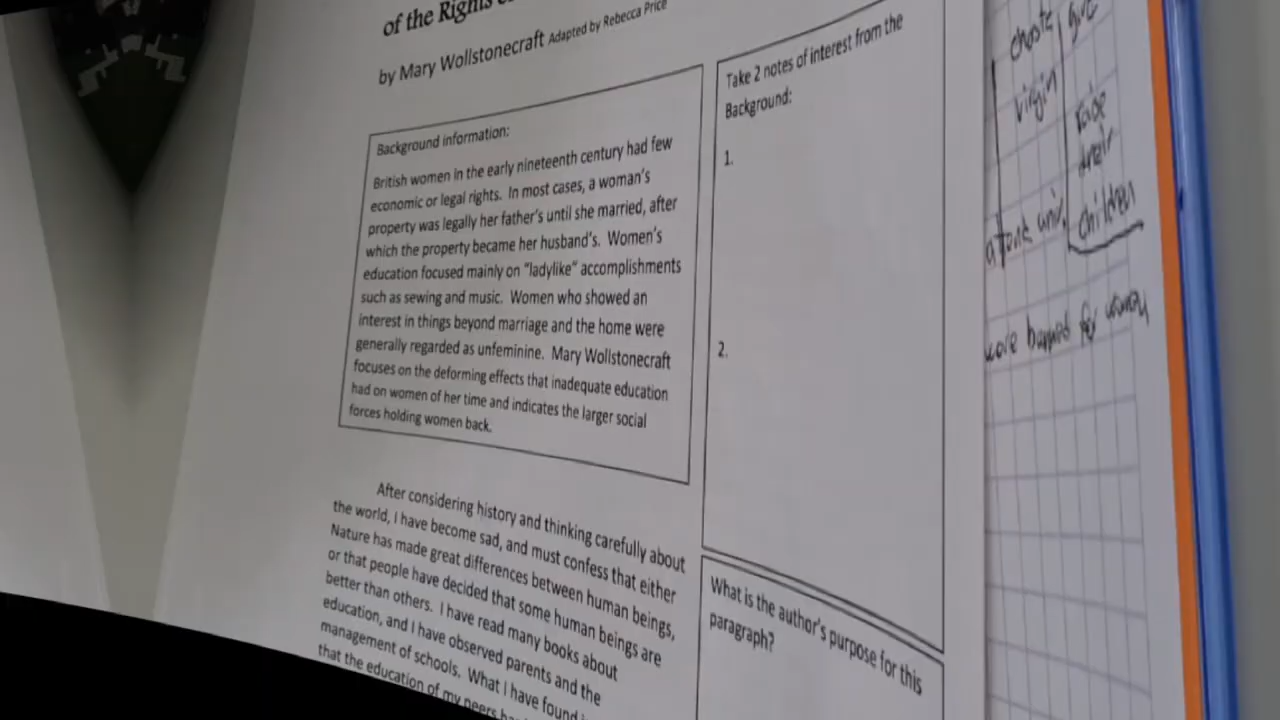 of the Rights
by Mary Wollstonecraft Adapted by Rebecca Price
Background information:
British women in the early nineteenth century had few
economic or legal rights. In most cases, a woman's
property was legally her father's until she married, after
which the property became her husband's. Women's
education focused mainly on "ladylike" accomplishments
such as sewing and music. Women who showed an
interest in things beyond marriage and the home were
generally regarded as unfeminine. Mary Wollstonecraft
focuses on the deforming effects that inadequate education
had on women of her time and indicates the larger social
forces holding women back.
After considering history and thinking carefully about
the world, I have become sad, and must confess that either
Nature has made great differences between human beings,
or that people have decided that some human beings are
better than others. I have read many books about
education, and I have observed parents and the
management of schools. What I have found
that the education of my peers
Take 2 notes of interest from the
Background:
1.
2.
What is the author's purpose for this
paragraph?
virgin
raise
their
children
for